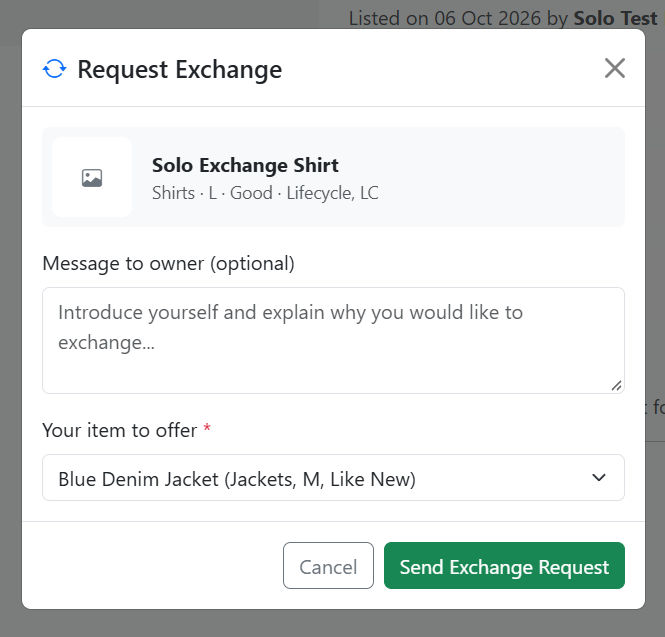 Listed on 06 Oct 2026 by Solo Test
Request Exchange
Solo Exchange Shirt
Shirts · L · Good · Lifecycle, LC
Message to owner (optional)
Introduce yourself and explain why you would like to
exchange...
Your item to offer *
Blue Denim Jacket (Jackets, M, Like New)
Cancel
Send Exchange Request